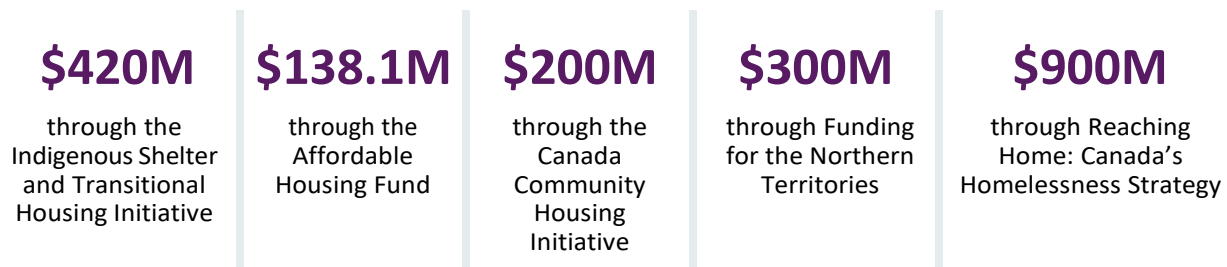 $420M
through the
Indigenous Shelter
and Transitional
Housing Initiative
$138.1M
through the
Affordable
Housing Fund
$200M
through the
Canada
Community
Housing
Initiative
$300M
through Funding
for the Northern
Territories
$900M
through Reaching
Home: Canada’s
Homelessness Strategy